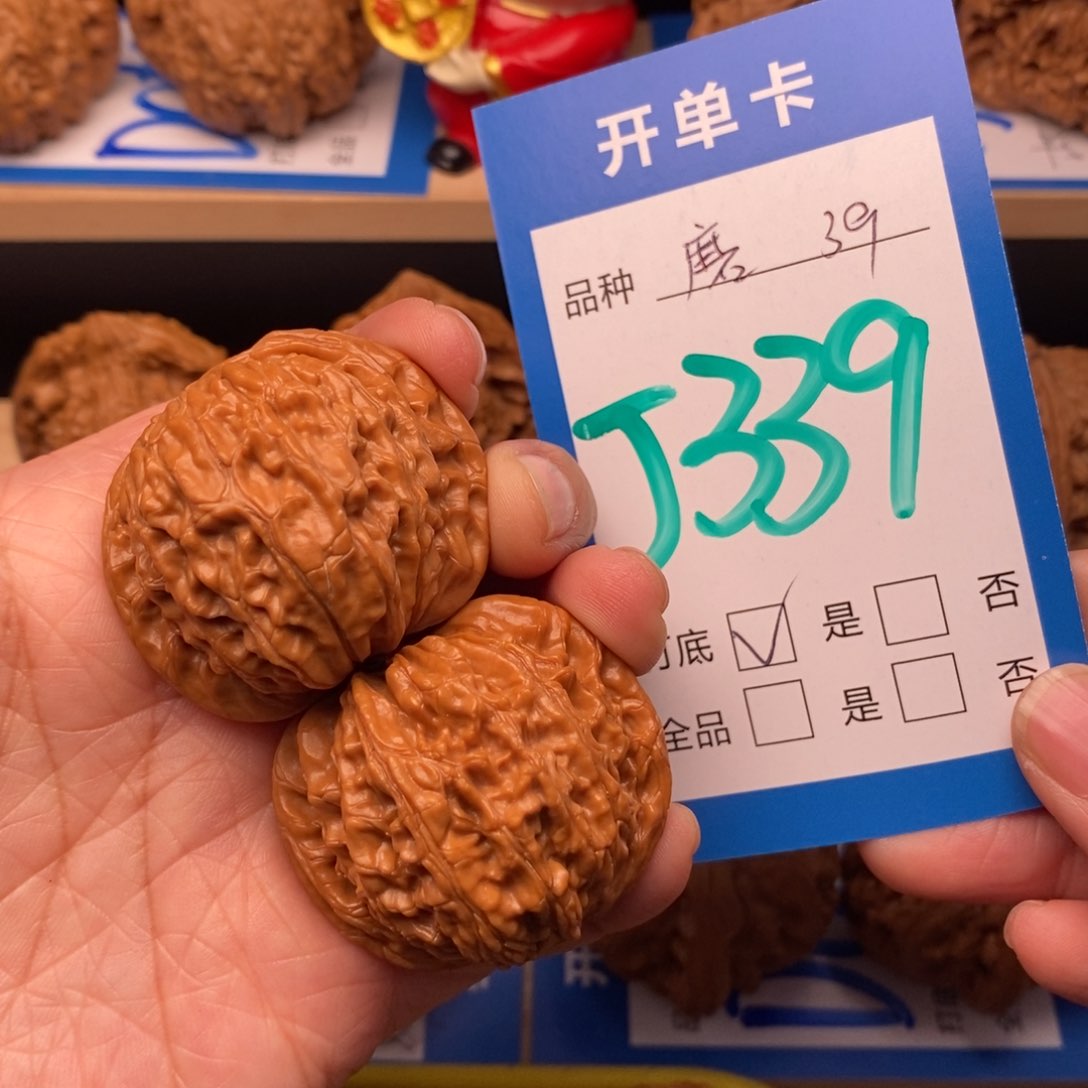 开单卡
品种 磨 39
J339
底 ☑ 是 □ 否
全品 □ 是 □ 否